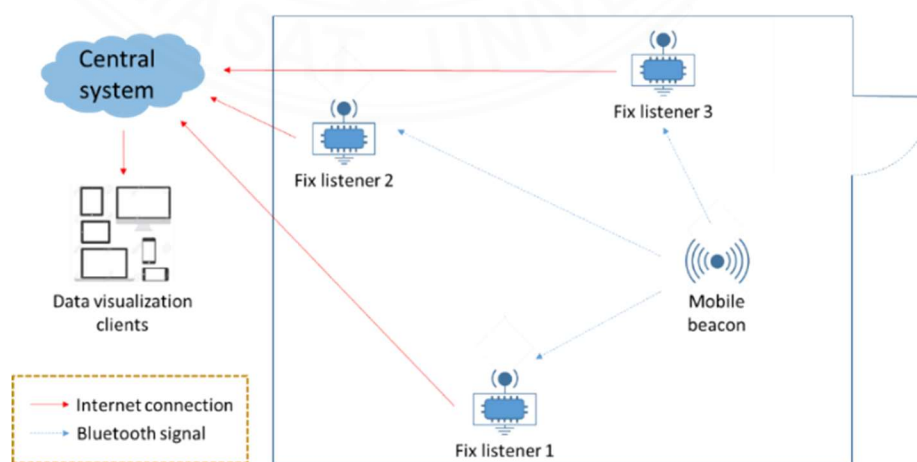 Central
system
Fix listener 3
Fix listener 2
Data visualization
clients
Mobile
beacon
Internet connection
Bluetooth signal
Fix listener 1